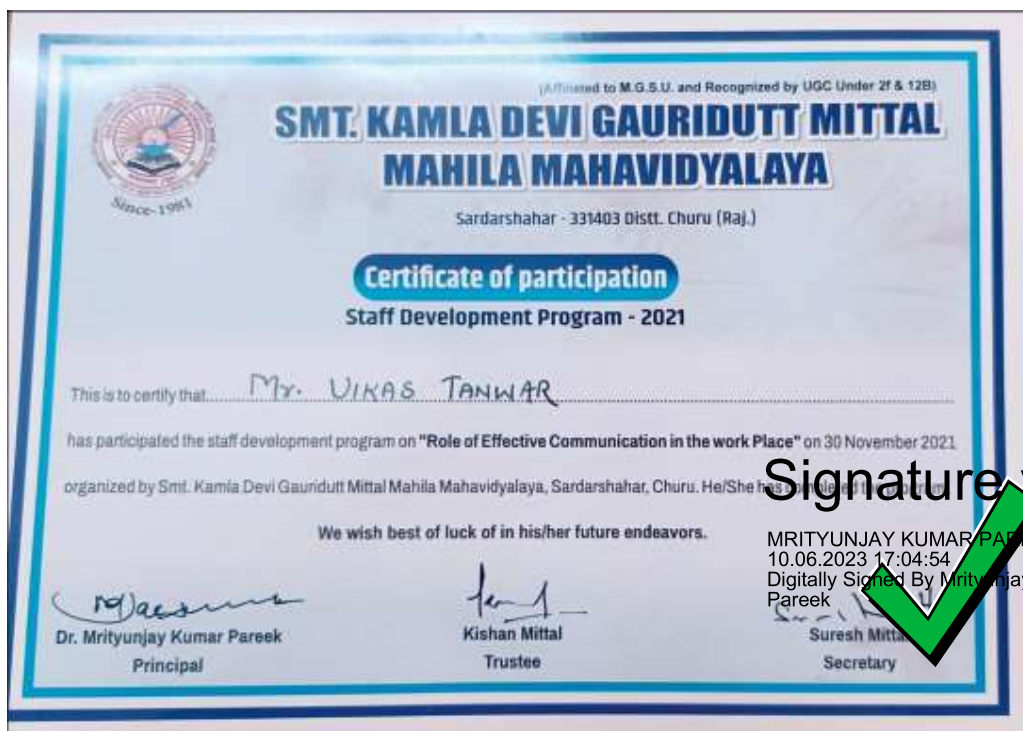 (Affiliated to M.G.S.U. and Recognized by UGC Under 2f & 12B)
SMT. KAMLA DEVI GAURIDUTT MITTAL
MAHILA MAHAVIDYALAYA
Since-1981
Sardarshahar - 331403 Distt. Churu (Raj.)
Certificate of participation
Staff Development Program - 2021
This is to certify that Mr. VIKAS TANWAR
has participated the staff development program on "Role of Effective Communication in the work Place" on 30 November 2021
organized by Smt. Kamla Devi Gauridutt Mittal Mahila Mahavidyalaya, Sardarshahar, Churu. He/She has completed the program.
We wish best of luck of in his/her future endeavors.
Signature
MRITYUNJAY KUMAR
10.06.2023 17:04:54
Digitally Signed By
Pareek
Dr. Mrityunjay Kumar Pareek
Principal
Kishan Mittal
Trustee
Suresh
Secretary